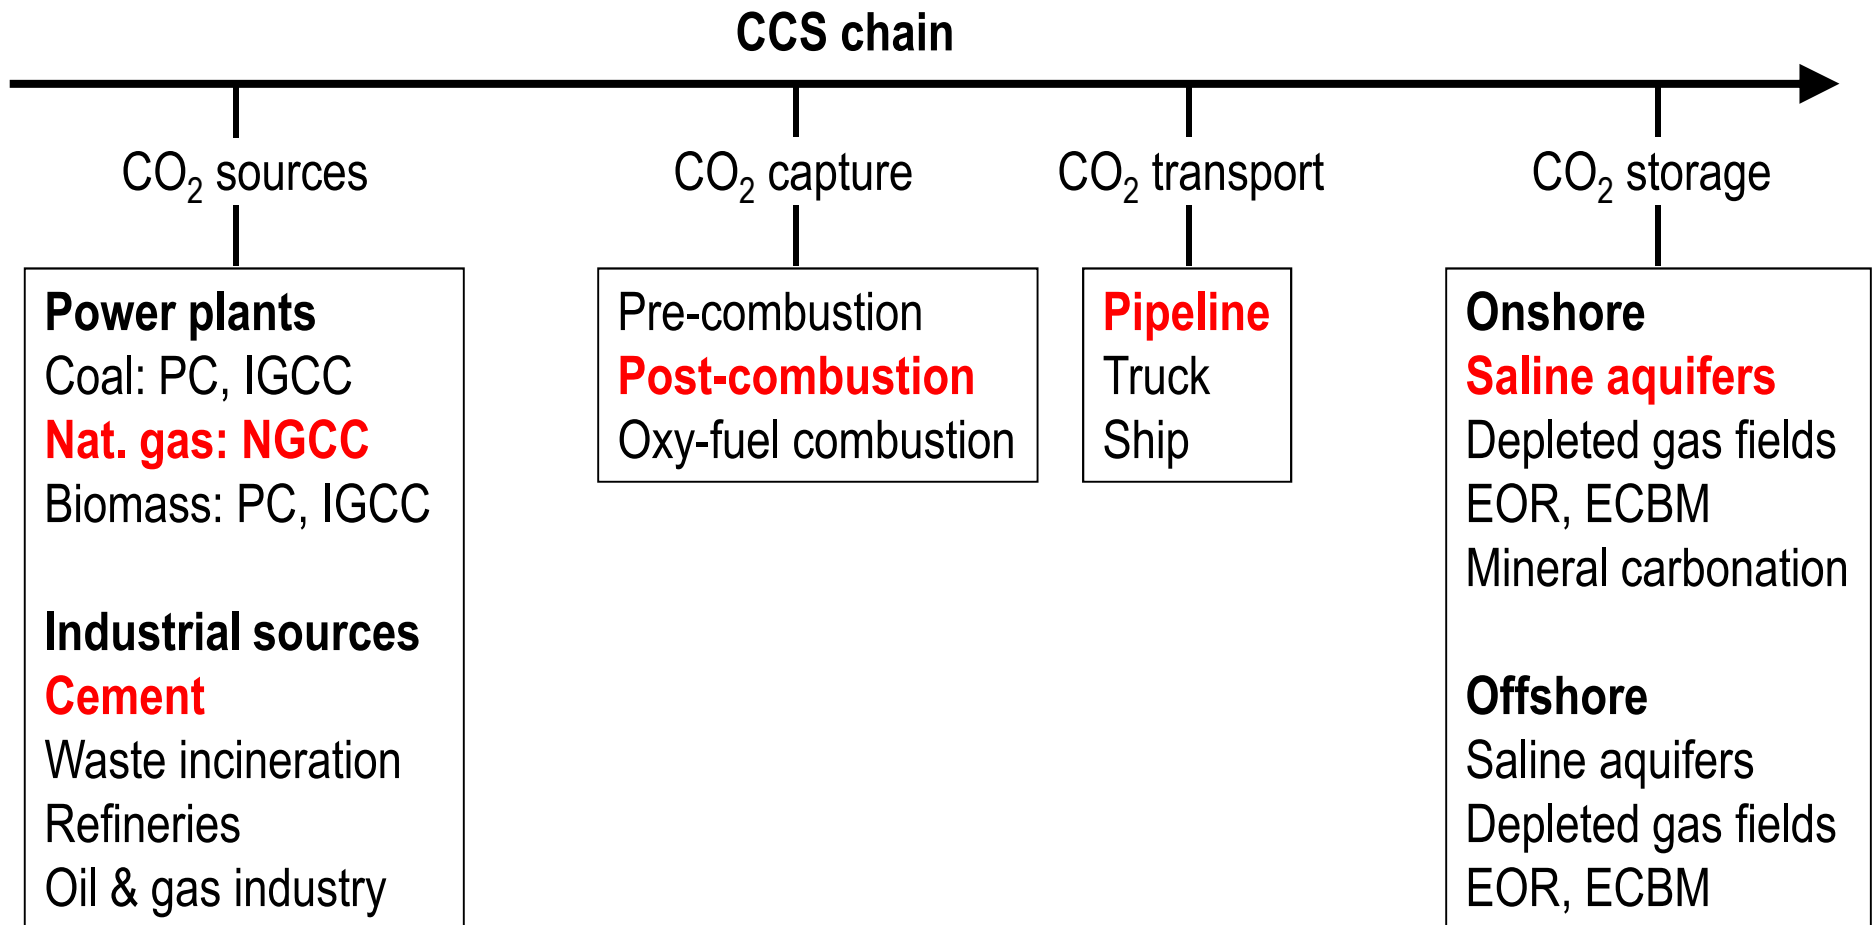 CCS chain
CO₂ sources
CO₂ capture
CO₂ transport
CO₂ storage
Power plants
Coal: PC, IGCC
Nat. gas: NGCC
Biomass: PC, IGCC
Industrial sources
Cement
Waste incineration
Refineries
Oil & gas industry
Pre-combustion
Post-combustion
Oxy-fuel combustion
Pipeline
Truck
Ship
Onshore
Saline aquifers
Depleted gas fields
EOR, ECBM
Mineral carbonation
Offshore
Saline aquifers
Depleted gas fields
EOR, ECBM